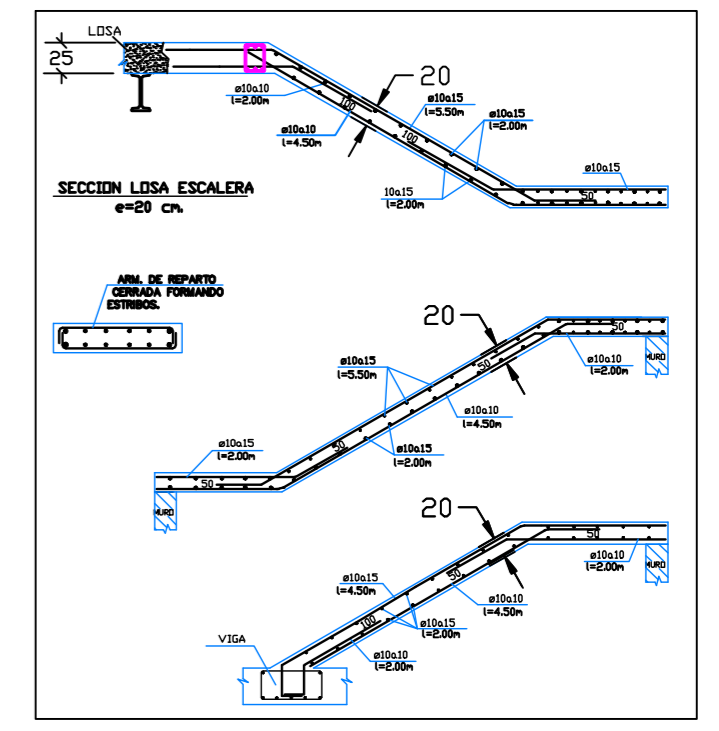 LOSA
25
20
ø10a10
l=2.00m
ø10a15
l=5.50m
100
ø10a15
l=2.00m
ø10a10
l=4.50m
100
ø10a15
SECCION LOSA ESCALERA
e=20 cm.
10a15
l=2.00m
50
ARM. DE REPARTO
CERRADA FORMANDO
ESTRIBOS.
20
50
ø10a15
l=5.50m
50
ø10a10
l=2.00m
MURO
ø10a10
l=4.50m
ø10a15
l=2.00m
50
ø10a15
l=2.00m
50
MURO
20
50
ø10a15
l=4.50m
50
ø10a10
l=2.00m
MURO
ø10a10
l=4.50m
100
ø10a15
l=2.00m
VIGA
ø10a10
l=2.00m